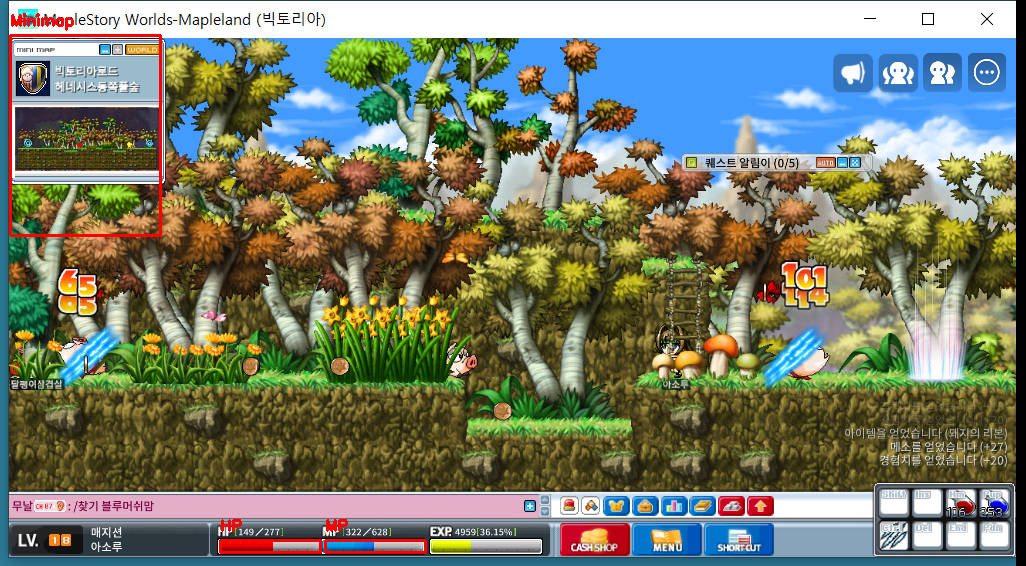 Minimap
MapleStory Worlds-Mapleland (빅토리아)
MINI MAP
WORLD
빅토리아로드
헤네시스동쪽풀숲
퀘스트 알림이 (0/5)
AUTO
65
65
101
114
달팽이삼겹살
아소루
아이템을 얻었습니다 (돼지의 리본)
메소를 얻었습니다 (+27)
경험치를 얻었습니다 (+20)
무날 CH 87 : /찾기 블루머쉬맘
LV. 18
매지션
아소루
HP
HP [149/277]
MP
MP [322/628]
EXP. 4959[36.15%]
CASH SHOP
MENU
SHORT CUT
Shift
Ins
Hm
Pup
106
253
Ctrl
Del
End
Pdn